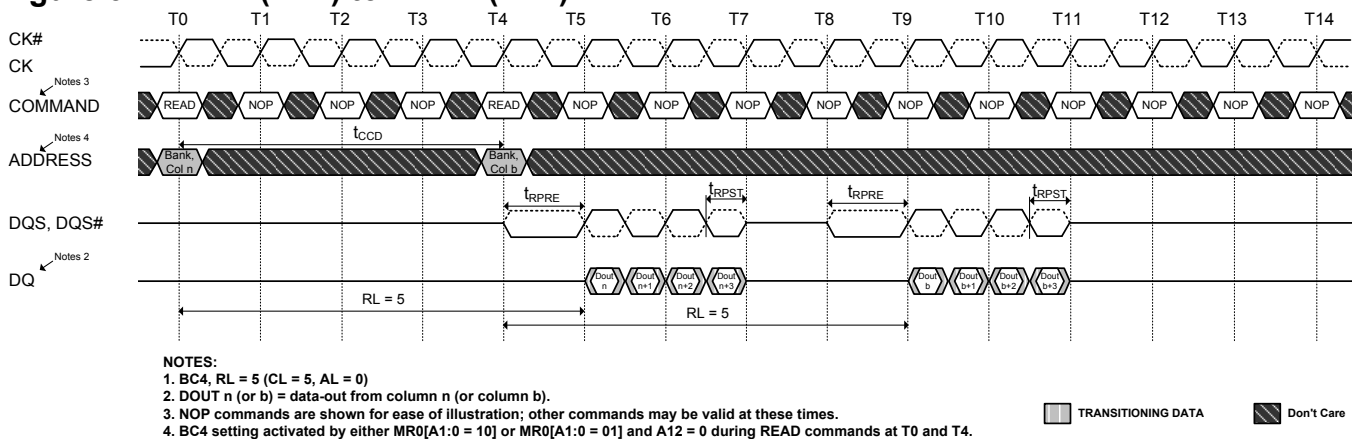 T0 T1 T2 T3 T4 T5 T6 T7 T8 T9 T10 T11 T12 T13 T14
CK#
CK
Notes 3
COMMAND READ NOP NOP NOP READ NOP NOP NOP NOP NOP NOP NOP NOP NOP NOP
tCCD
Notes 4
ADDRESS Bank, Col n Bank, Col b
tRPRE tRPST tRPRE tRPST
DQS, DQS#
Notes 2
DQ Dout n Dout n+1 Dout n+2 Dout n+3 Dout b Dout b+1 Dout b+2 Dout b+3
RL = 5
RL = 5
NOTES:
1. BC4, RL = 5 (CL = 5, AL = 0)
2. DOUT n (or b) = data-out from column n (or column b).
3. NOP commands are shown for ease of illustration; other commands may be valid at these times.
4. BC4 setting activated by either MR0[A1:0 = 10] or MR0[A1:0 = 01] and A12 = 0 during READ commands at T0 and T4.
TRANSITIONING DATA Don't Care